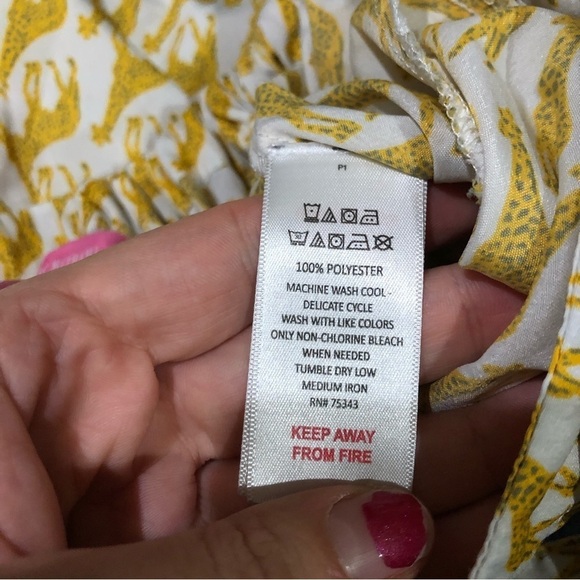 P1
100% POLYESTER
MACHINE WASH COOL -
DELICATE CYCLE
WASH WITH LIKE COLORS
ONLY NON-CHLORINE BLEACH
WHEN NEEDED
TUMBLE DRY LOW
MEDIUM IRON
RN# 75343
KEEP AWAY
FROM FIRE